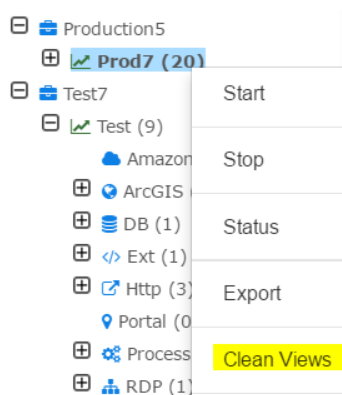 Production5
Prod7 (20)
Test7
Test (9)
Amazon
ArcGIS
DB (1)
Ext (1)
Http (3)
Portal (0
Process
RDP (1)
Start
Stop
Status
Export
Clean Views